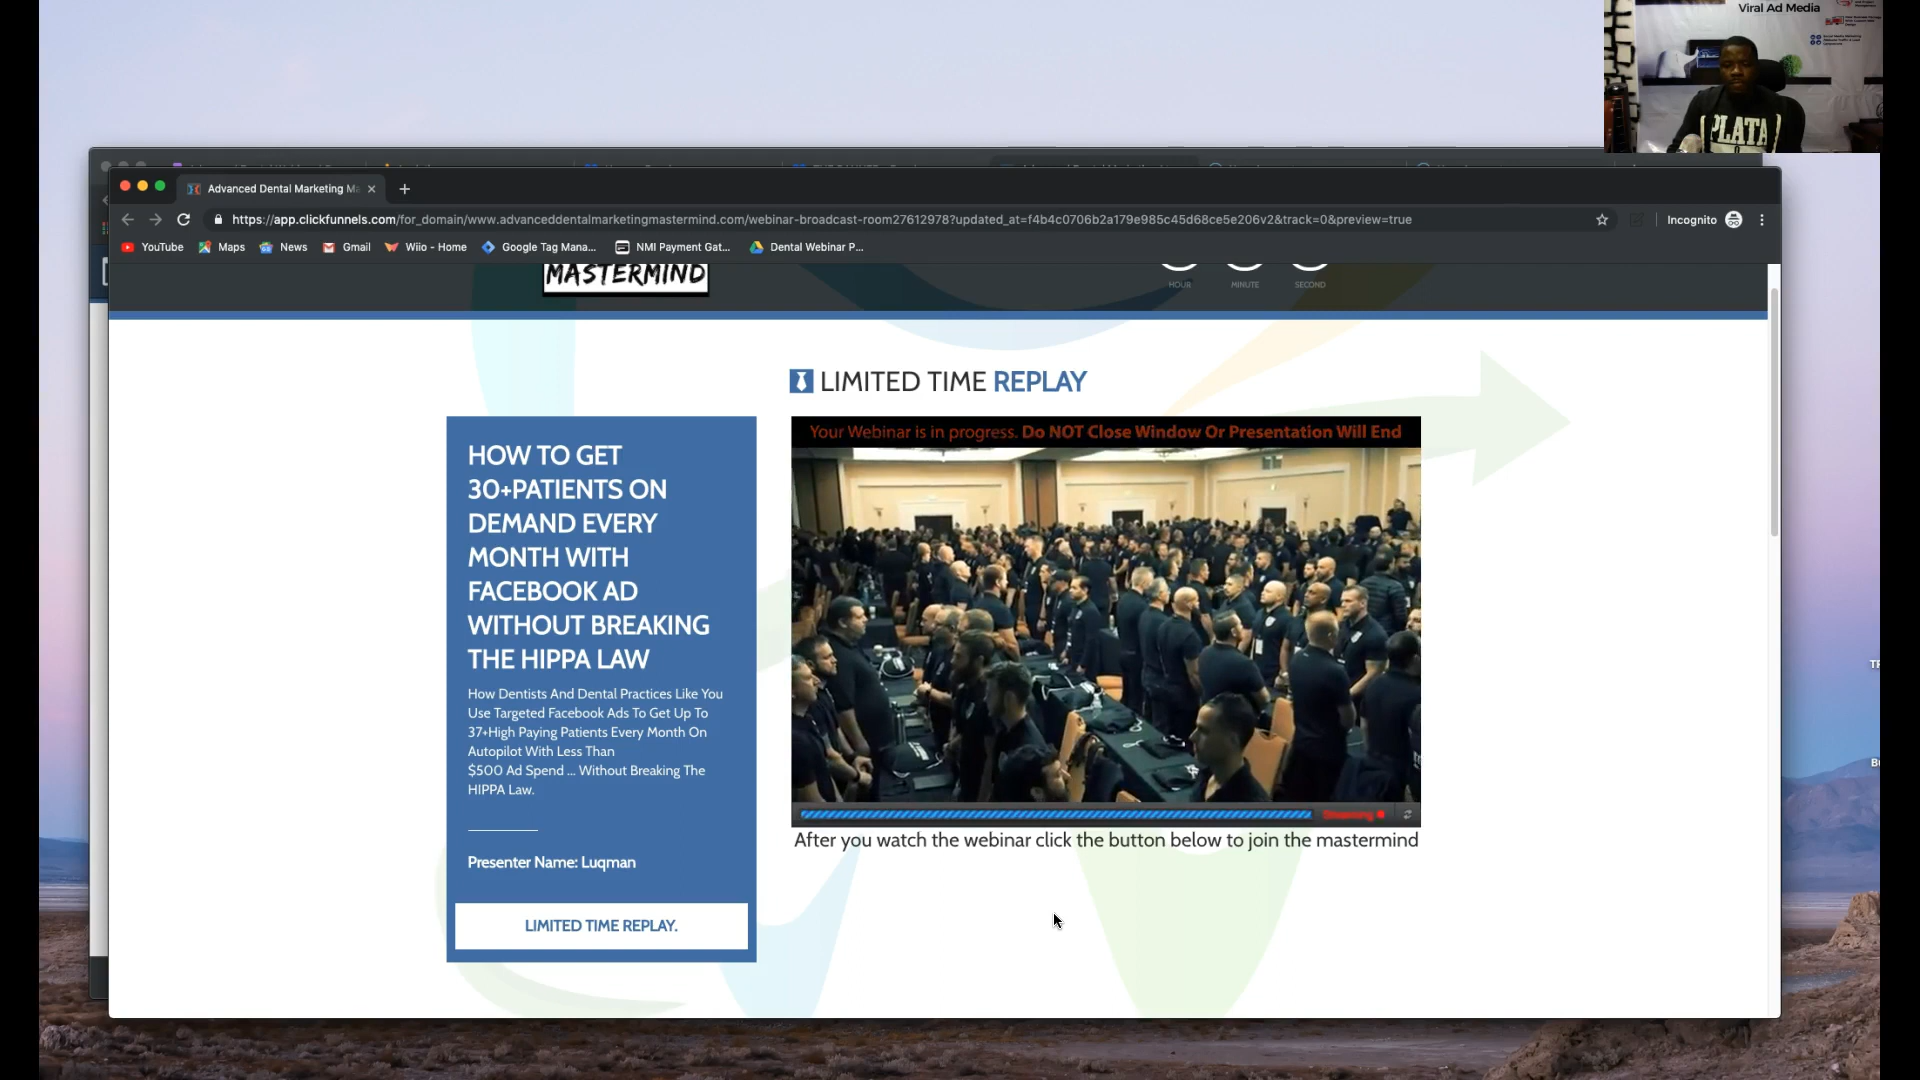 Viral Ad Media
PLATA
Advanced Dental Marketing Ma
https://app.clickfunnels.com/for_domain/www.advanceddentalmarketingmastermind.com/webinar-broadcast-room27612978?updated_at=f4b4c0706b2a179e985c45d68ce5e206v2&track=0&preview=true
Incognito
YouTube
Maps
News
Gmail
Wiio - Home
Google Tag Mana...
NMI Payment Gat...
Dental Webinar P...
MASTERMIND
HOUR
MINUTE
SECOND
LIMITED TIME REPLAY
HOW TO GET
30+PATIENTS ON
DEMAND EVERY
MONTH WITH
FACEBOOK AD
WITHOUT BREAKING
THE HIPPA LAW
How Dentists And Dental Practices Like You
Use Targeted Facebook Ads To Get Up To
37+High Paying Patients Every Month On
Autopilot With Less Than
$500 Ad Spend ... Without Breaking The
HIPPA Law.
Presenter Name: Luqman
LIMITED TIME REPLAY.
Your Webinar is in progress. Do NOT Close Window Or Presentation Will End
Streaming
After you watch the webinar click the button below to join the mastermind